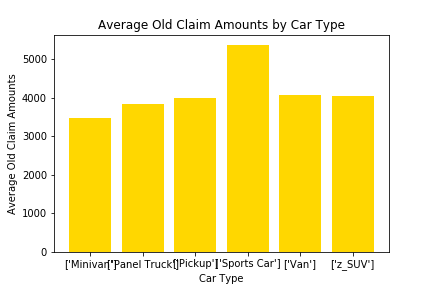 Average Old Claim Amounts by Car Type
Average Old Claim Amounts
5000
4000
3000
2000
1000
0
['Minivan'] ['Panel Truck'] ['Pickup'] ['Sports Car'] ['Van'] ['z_SUV']
Car Type